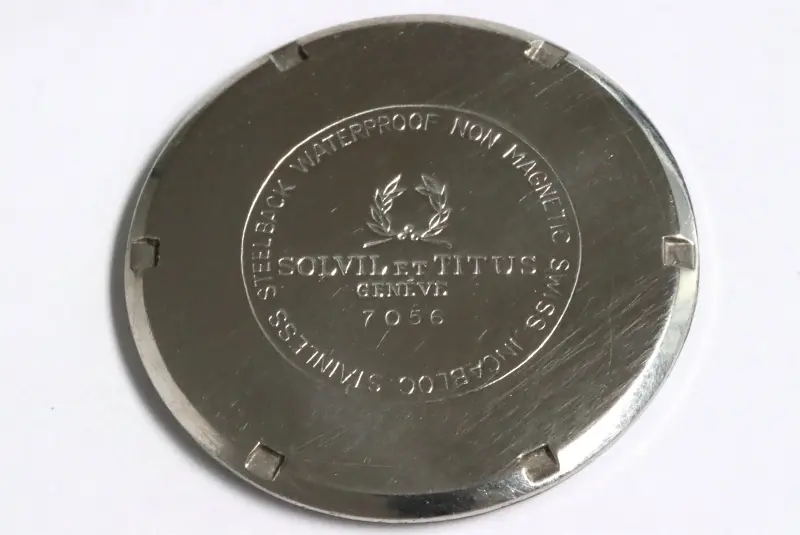 STAINLESS STEELBACK WATERPROOF NON MAGNETIC SWISS INCABLOC
SOLVIL ET TITUS
GENÈVE
7056